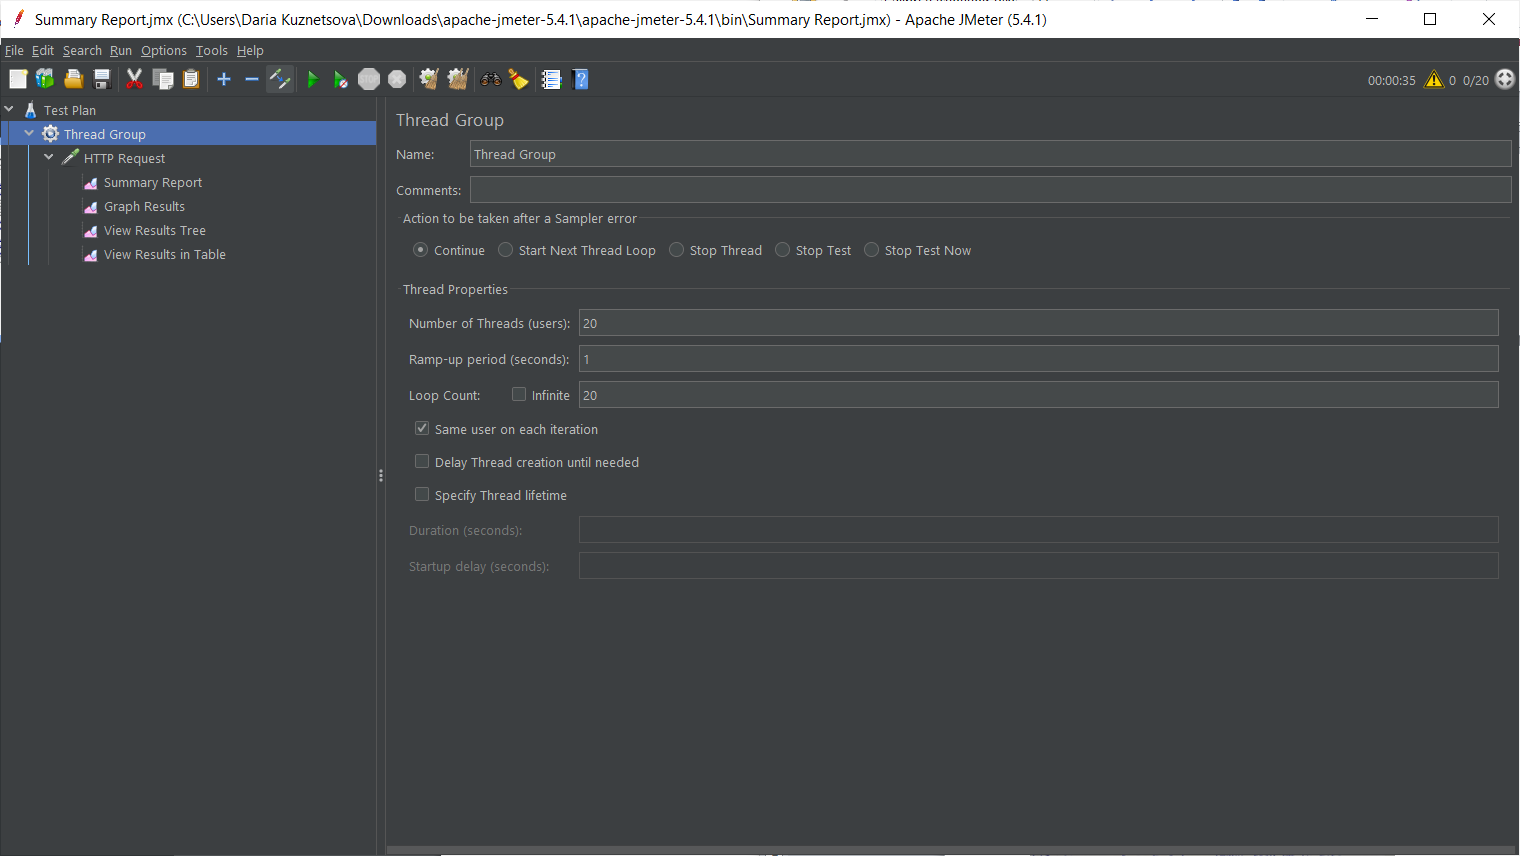 Summary Report.jmx (C:\Users\Daria Kuznetsova\Downloads\apache-jmeter-5.4.1\apache-jmeter-5.4.1\bin\Summary Report.jmx) - Apache JMeter (5.4.1)
File Edit Search Run Options Tools Help
00:00:35 0 0/20
Test Plan
Thread Group
HTTP Request
Summary Report
Graph Results
View Results Tree
View Results in Table
Thread Group
Name: Thread Group
Comments:
Action to be taken after a Sampler error
Continue Start Next Thread Loop Stop Thread Stop Test Stop Test Now
Thread Properties
Number of Threads (users): 20
Ramp-up period (seconds): 1
Loop Count: Infinite 20
Same user on each iteration
Delay Thread creation until needed
Specify Thread lifetime
Duration (seconds):
Startup delay (seconds):